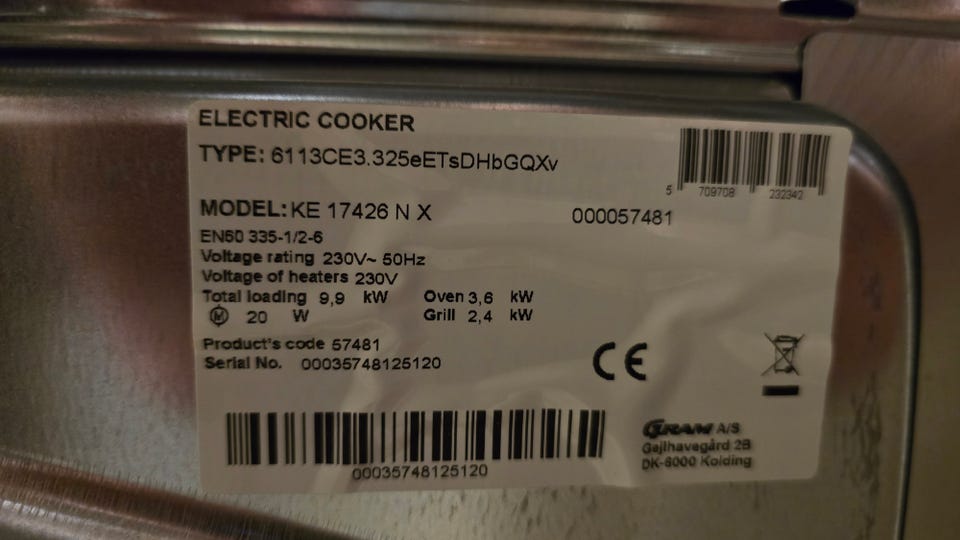 ELECTRIC COOKER
TYPE: 6113CE3.325eETsDHbGQXv
5 709708 232342
MODEL: KE 17426 N X 000057481
EN60 335-1/2-6
Voltage rating 230V~ 50Hz
Voltage of heaters 230V
Total loading 9,9 kW Oven 3,6 kW
M 20 W Grill 2,4 kW
Product's code 57481
Serial No. 00035748125120
CE
00035748125120
GRAM A/S
Gejlhavegård 2B
DK-6000 Kolding